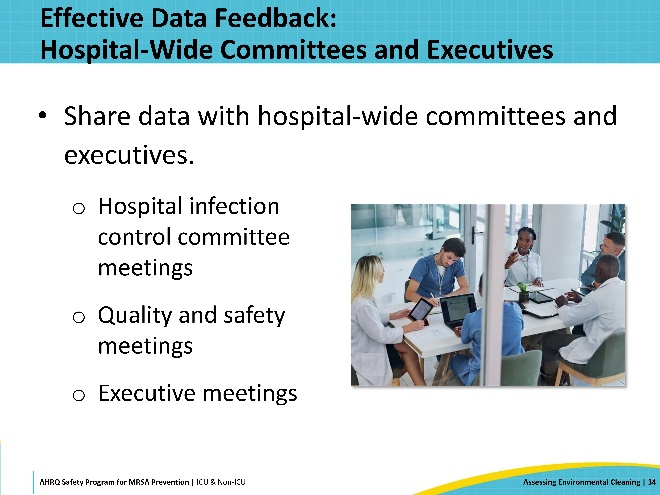 Effective Data Feedback:
Hospital-Wide Committees and Executives
• Share data with hospital-wide committees and
executives.
o Hospital infection
control committee
meetings
o Quality and safety
meetings
o Executive meetings
AHRQ Safety Program for MRSA Prevention | ICU & Non-ICU
Assessing Environmental Cleaning | 34